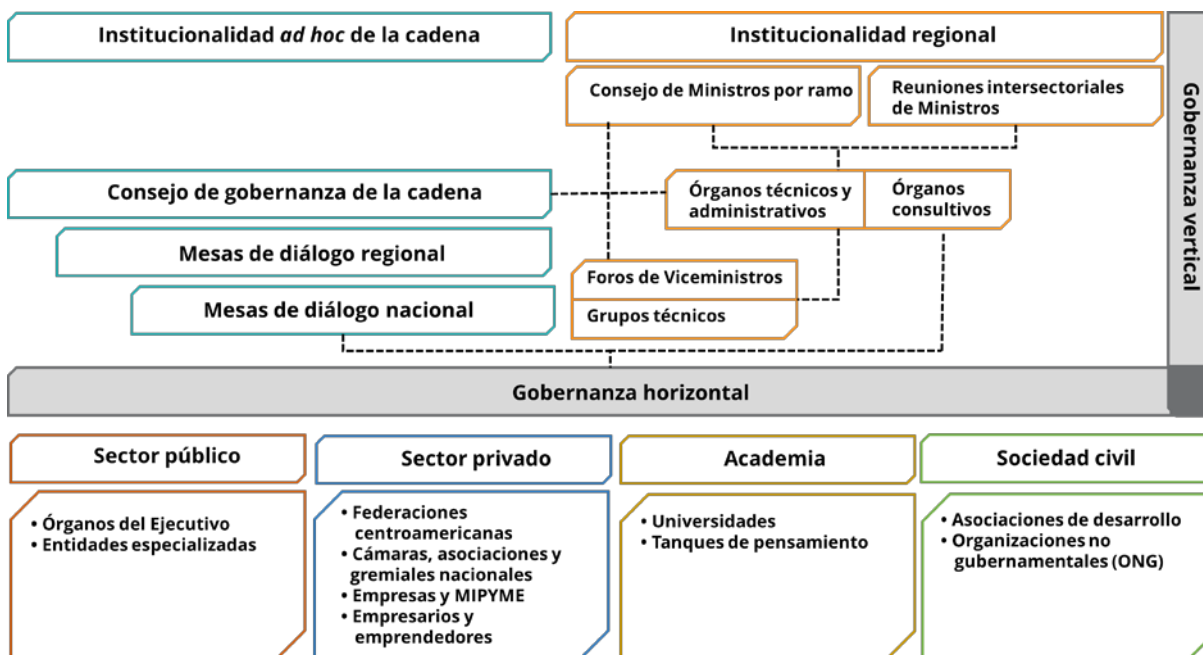 Institucionalidad ad hoc de la cadena
Institucionalidad regional
Consejo de Ministros por ramo
Reuniones intersectoriales
de Ministros
Gobernanza vertical
Consejo de gobernanza de la cadena
Órganos técnicos y
administrativos
Órganos
consultivos
Mesas de diálogo regional
Foros de Viceministros
Mesas de diálogo nacional
Grupos técnicos
Gobernanza horizontal
Sector público
• Órganos del Ejecutivo
• Entidades especializadas
Sector privado
• Federaciones
centroamericanas
• Cámaras, asociaciones y
gremiales nacionales
• Empresas y MIPYME
• Empresarios y
emprendedores
Academia
• Universidades
• Tanques de pensamiento
Sociedad civil
• Asociaciones de desarrollo
• Organizaciones no
gubernamentales (ONG)